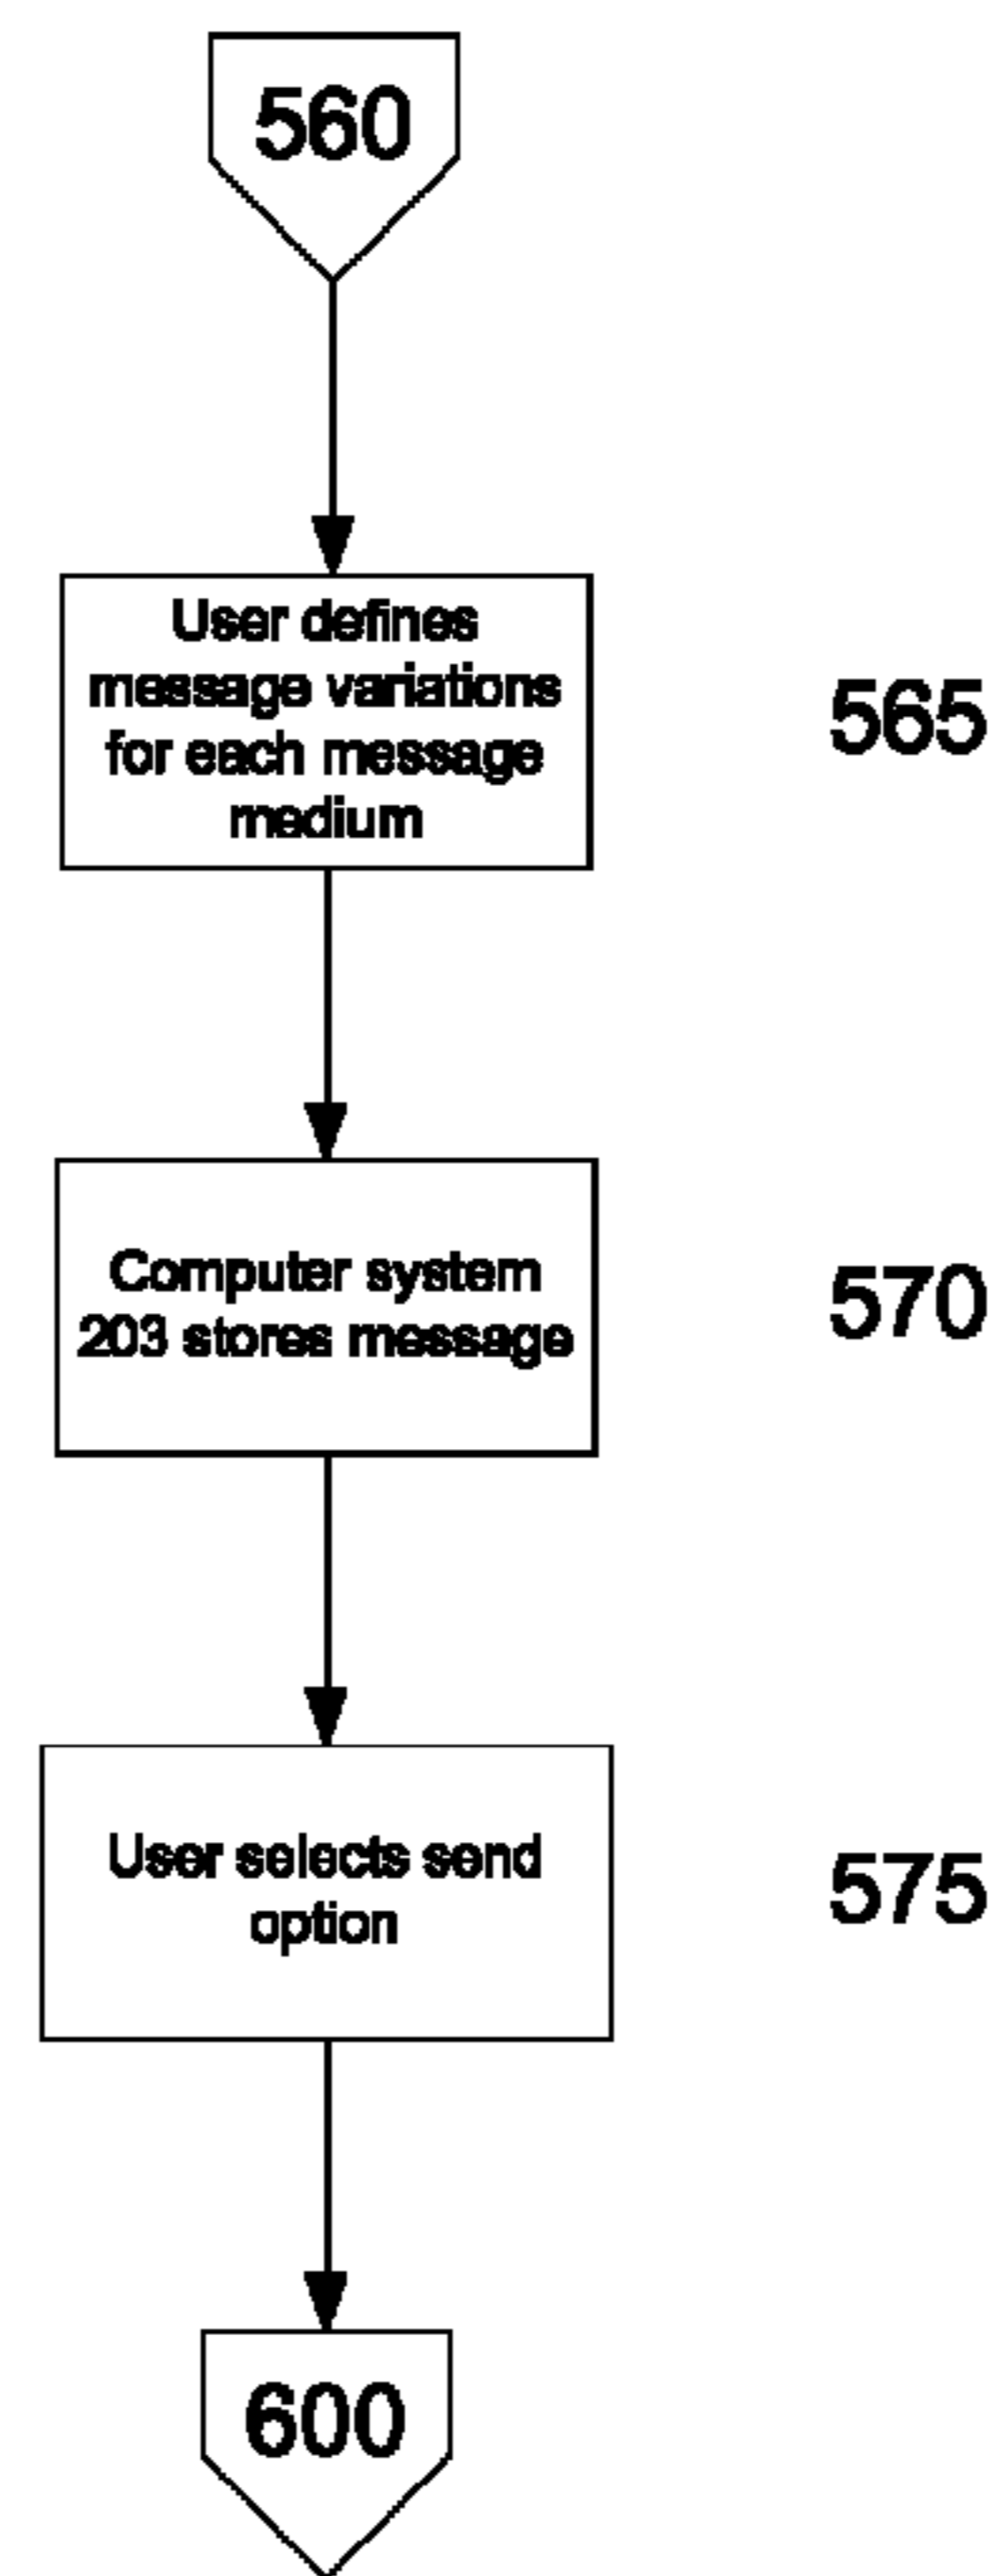 560
User defines
message variations
for each message
medium
565
Computer system
203 stores message
570
User selects send
option
575
600